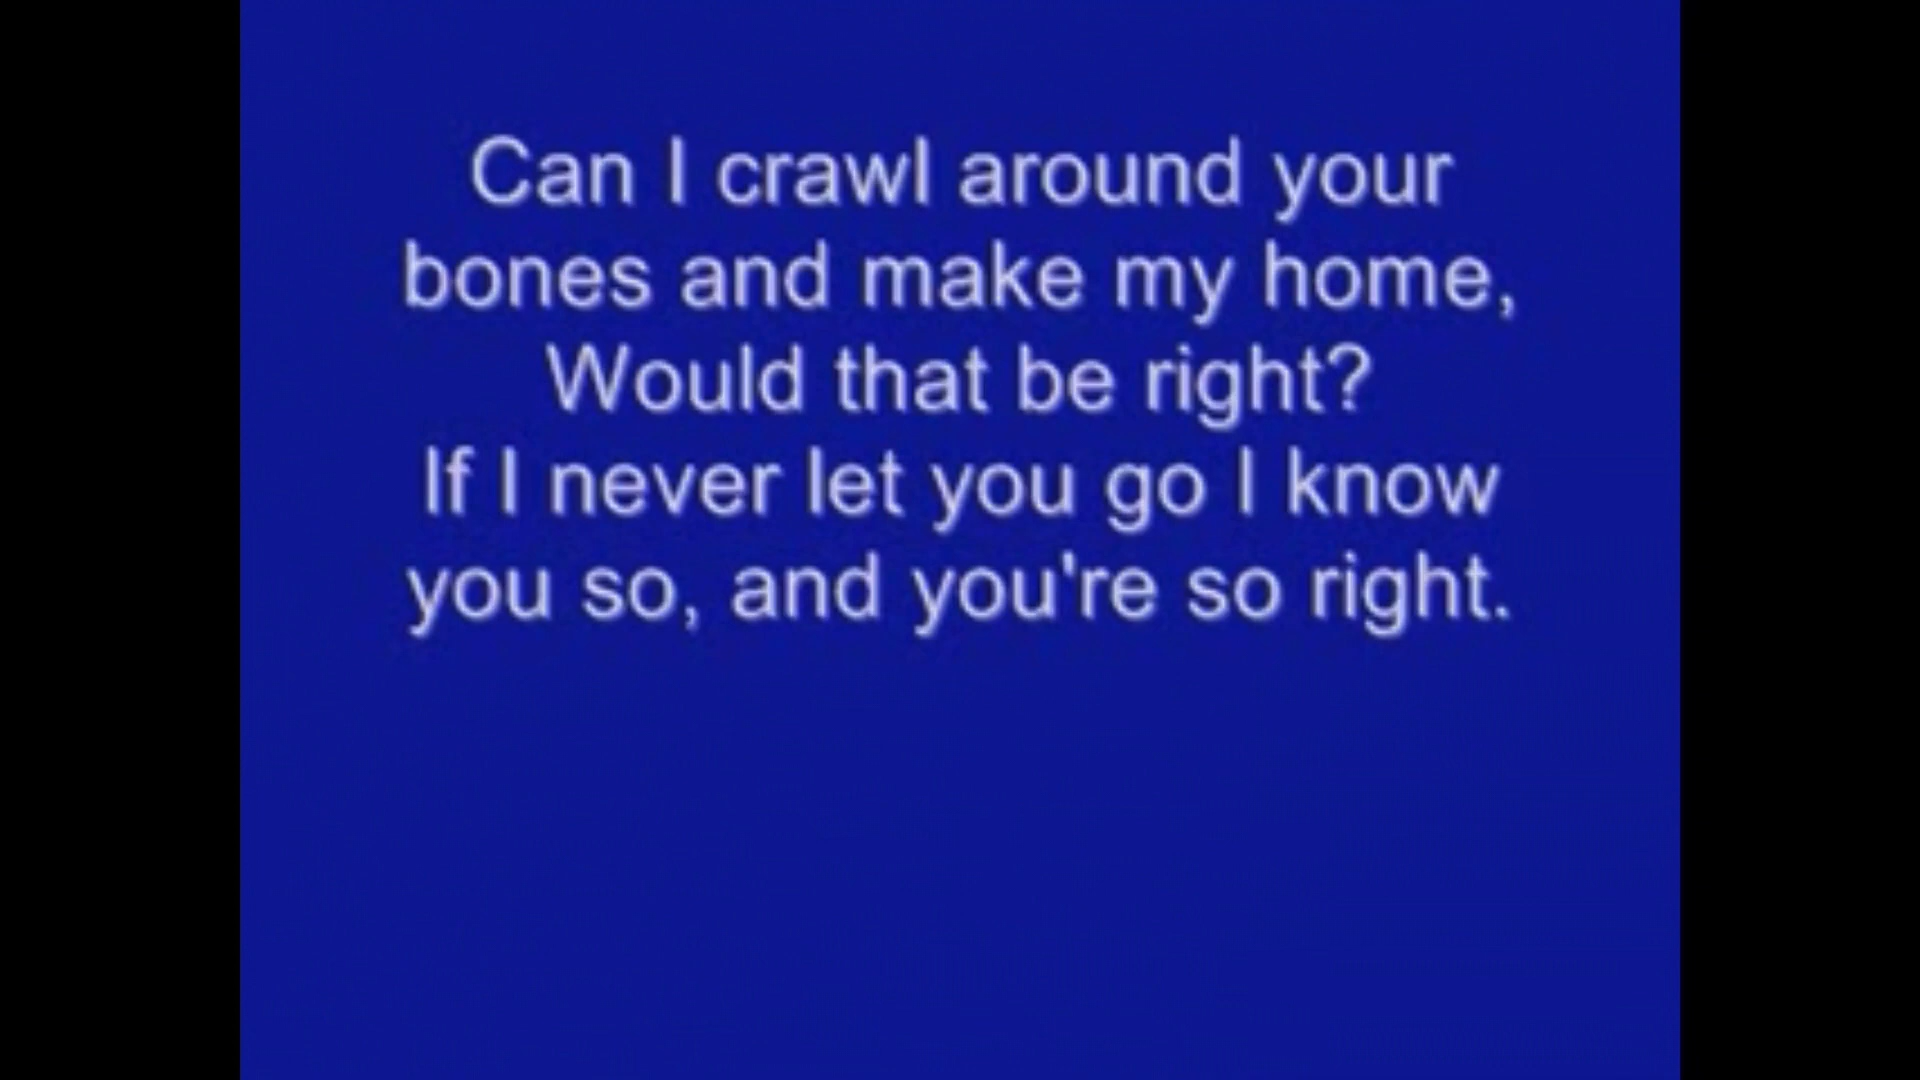 Can I crawl around your
bones and make my home,
Would that be right?
If I never let you go I know
you so, and you're so right.